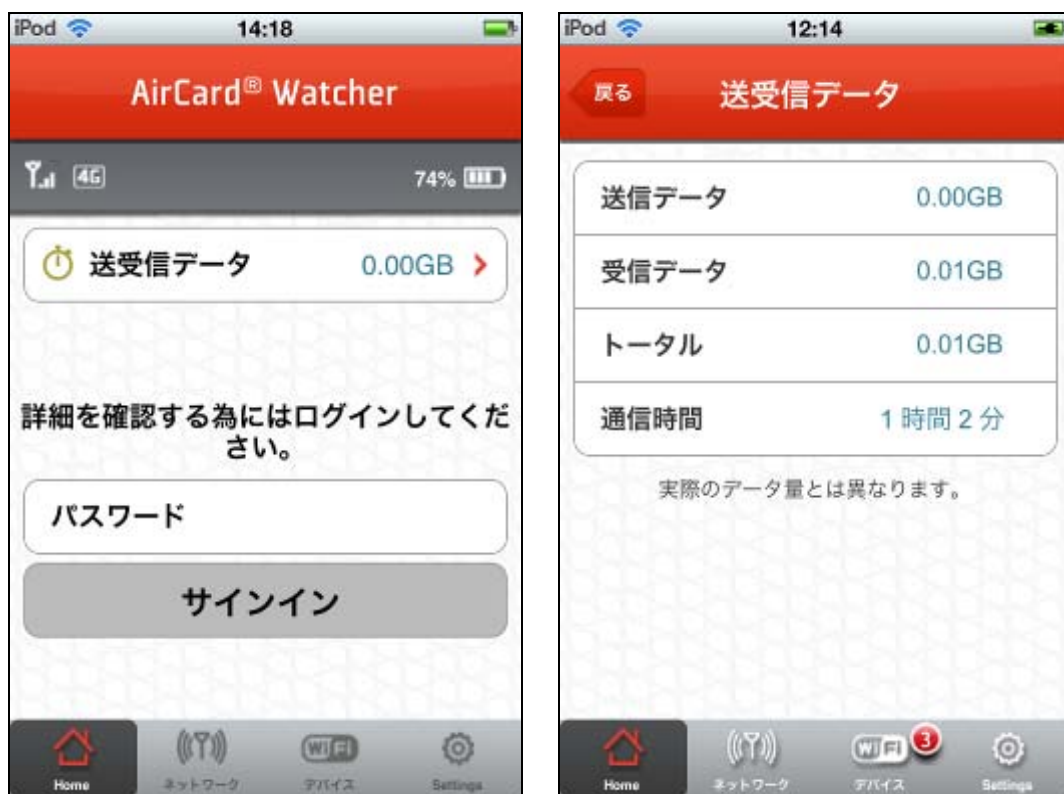 iPod 14:18
AirCard® Watcher
4G 74%
送受信データ 0.00GB
詳細を確認する為にはログインしてくだ
さい。
パスワード
サインイン
Home ネットワーク WiFi デバイス Settings
iPod 12:14
戻る 送受信データ
送信データ 0.00GB
受信データ 0.01GB
トータル 0.01GB
通信時間 1 時間 2 分
実際のデータ量とは異なります。
Home ネットワーク WiFi 3 デバイス Settings